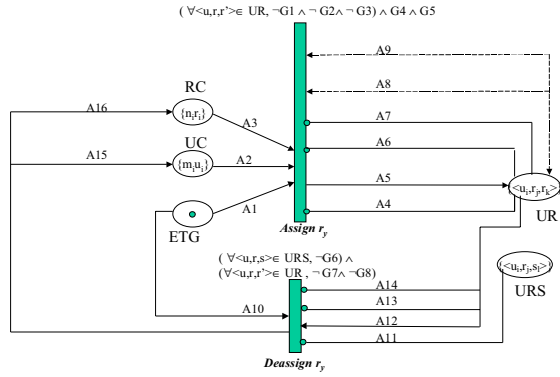 ( ∀<u,r,r'>∈ UR, ¬G1 ∧ ¬ G2∧ ¬ G3) ∧ G4 ∧ G5
A9
RC
A8
A16
{n_i r_i}
A3
A7
UC
A6
A15
{m_i u_i}
A2
A5
{<u_i,r_j,r_k>}
A1
A4
UR
ETG
Assign r_y
( ∀<u,r,s>∈ URS, ¬G6) ∧
(∀<u,r,r'>∈ UR , ¬ G7∧ ¬G8)
{<u_i,r_j,s_l>}
A14
URS
A13
A10
A12
A11
Deassign r_y